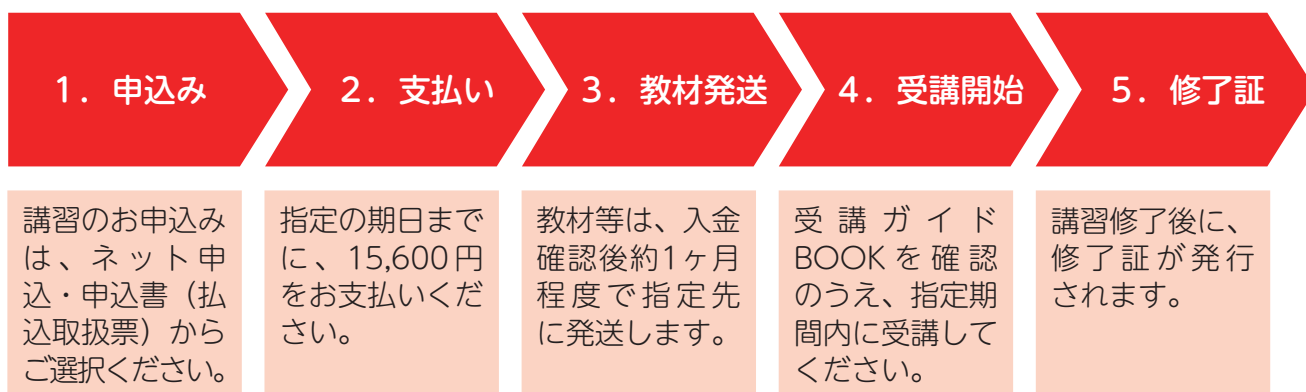 1．申込み
2．支払い
3．教材発送
4．受講開始
5．修了証
講習のお申込み
は、ネット申
込・申込書（払
込取扱票）から
ご選択ください。
指定の期日まで
に、15,600円
をお支払いくだ
さい。
教材等は、入金
確認後約1ヶ月
程度で指定先
に発送します。
受講ガイド
BOOKを確認
のうえ、指定期
間内に受講して
ください。
講習修了後に、
修了証が発行
されます。